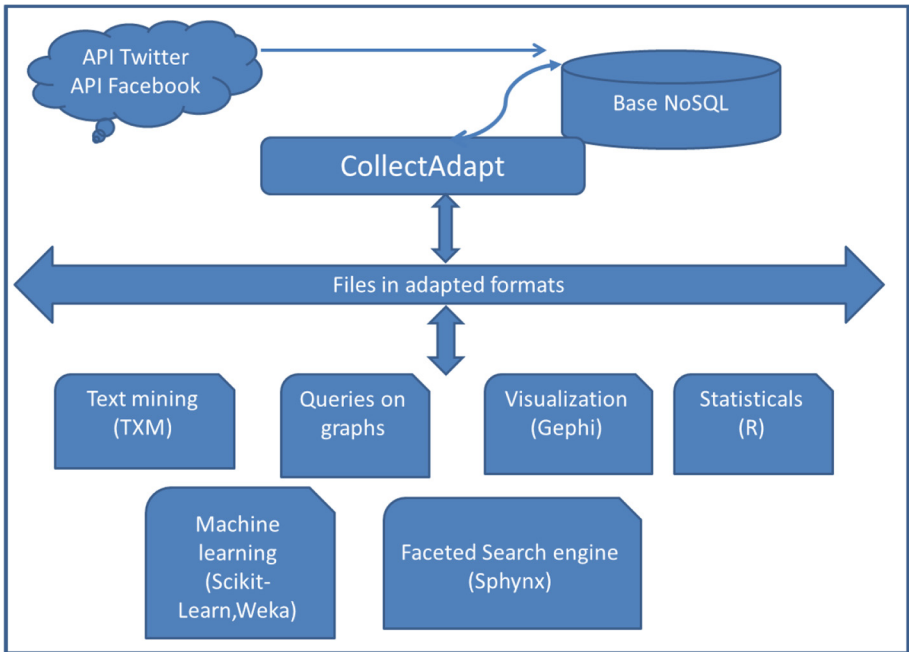 API Twitter
API Facebook
Base NoSQL
CollectAdapt
Files in adapted formats
Text mining
(TXM)
Queries on
graphs
Visualization
(Gephi)
Statisticals
(R)
Machine
learning
(Scikit-
Learn,Weka)
Faceted Search engine
(Sphynx)